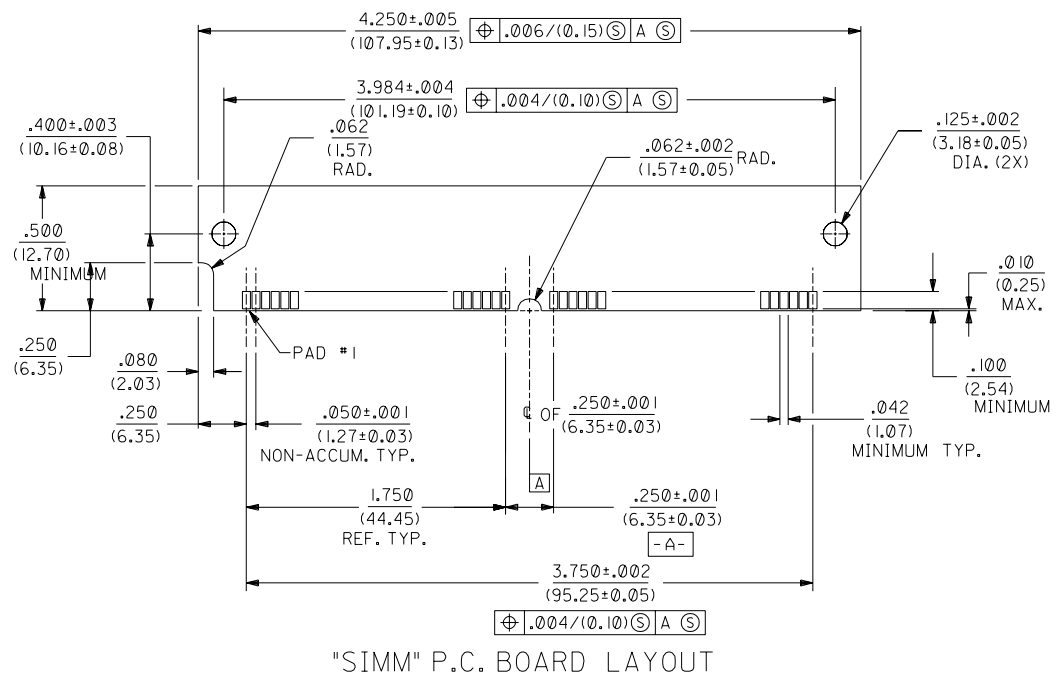 4.250±.005
(107.95±0.13)
⌖ .006/(0.15)Ⓢ A Ⓢ
3.984±.004
(101.19±0.10)
⌖ .004/(0.10)Ⓢ A Ⓢ
.400±.003
(10.16±0.08)
.062
(1.57)
RAD.
.062±.002
(1.57±0.05)
RAD.
.125±.002
(3.18±0.05)
DIA. (2X)
.500
(12.70)
MINIMUM
.010
(0.25)
MAX.
.250
(6.35)
PAD #1
.080
(2.03)
.100
(2.54)
MINIMUM
.250
(6.35)
.050±.001
(1.27±0.03)
NON-ACCUM. TYP.
℄ OF .250±.001
(6.35±0.03)
.042
(1.07)
MINIMUM TYP.
A
1.750
(44.45)
REF. TYP.
.250±.001
(6.35±0.03)
-A-
3.750±.002
(95.25±0.05)
⌖ .004/(0.10)Ⓢ A Ⓢ
"SIMM" P.C. BOARD LAYOUT